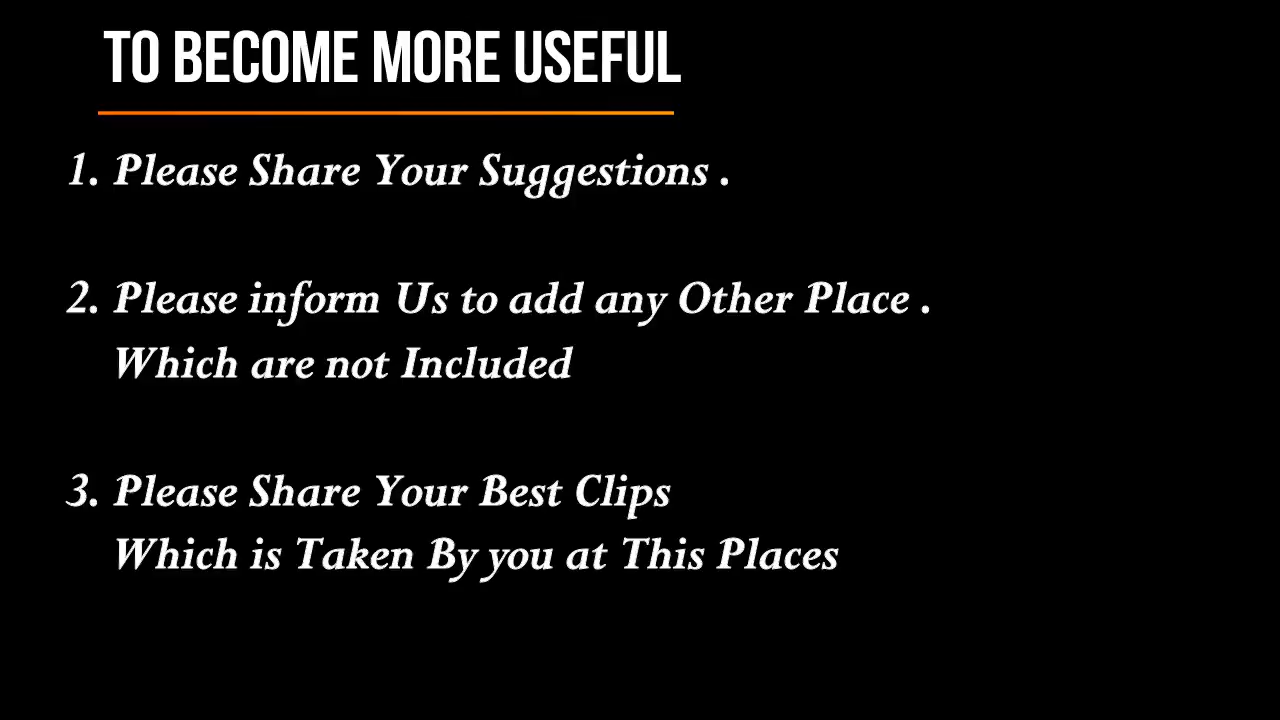 TO BECOME MORE USEFUL
1. Please Share Your Suggestions .
2. Please inform Us to add any Other Place .
Which are not Included
3. Please Share Your Best Clips
Which is Taken By you at This Places